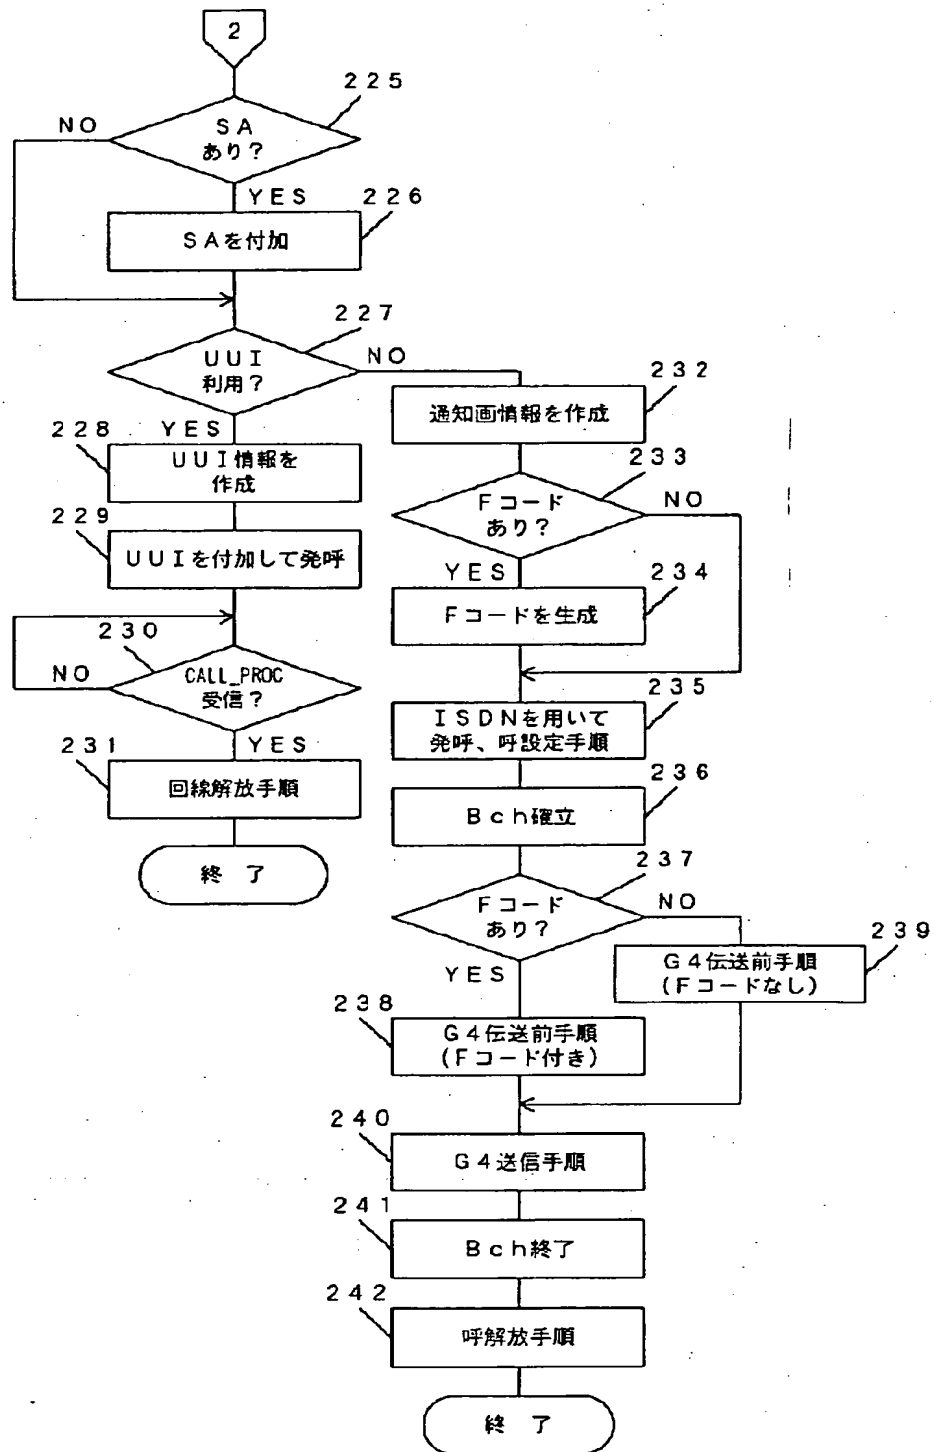 2
225
NO
SA
あり?
YES
226
SAを付加
227
UUI
利用?
NO
232
通知画情報を作成
228
YES
UUI情報を
作成
233
Fコード
あり?
NO
229
UUIを付加して発呼
YES
234
Fコードを生成
230
NO
CALL_PROC
受信?
235
ISDNを用いて
発呼、呼設定手順
231
YES
回線解放手順
236
Bch確立
終 了
237
Fコード
あり?
NO
239
G4伝送前手順
(Fコードなし)
YES
238
G4伝送前手順
(Fコード付き)
240
G4送信手順
241
Bch終了
242
呼解放手順
終 了